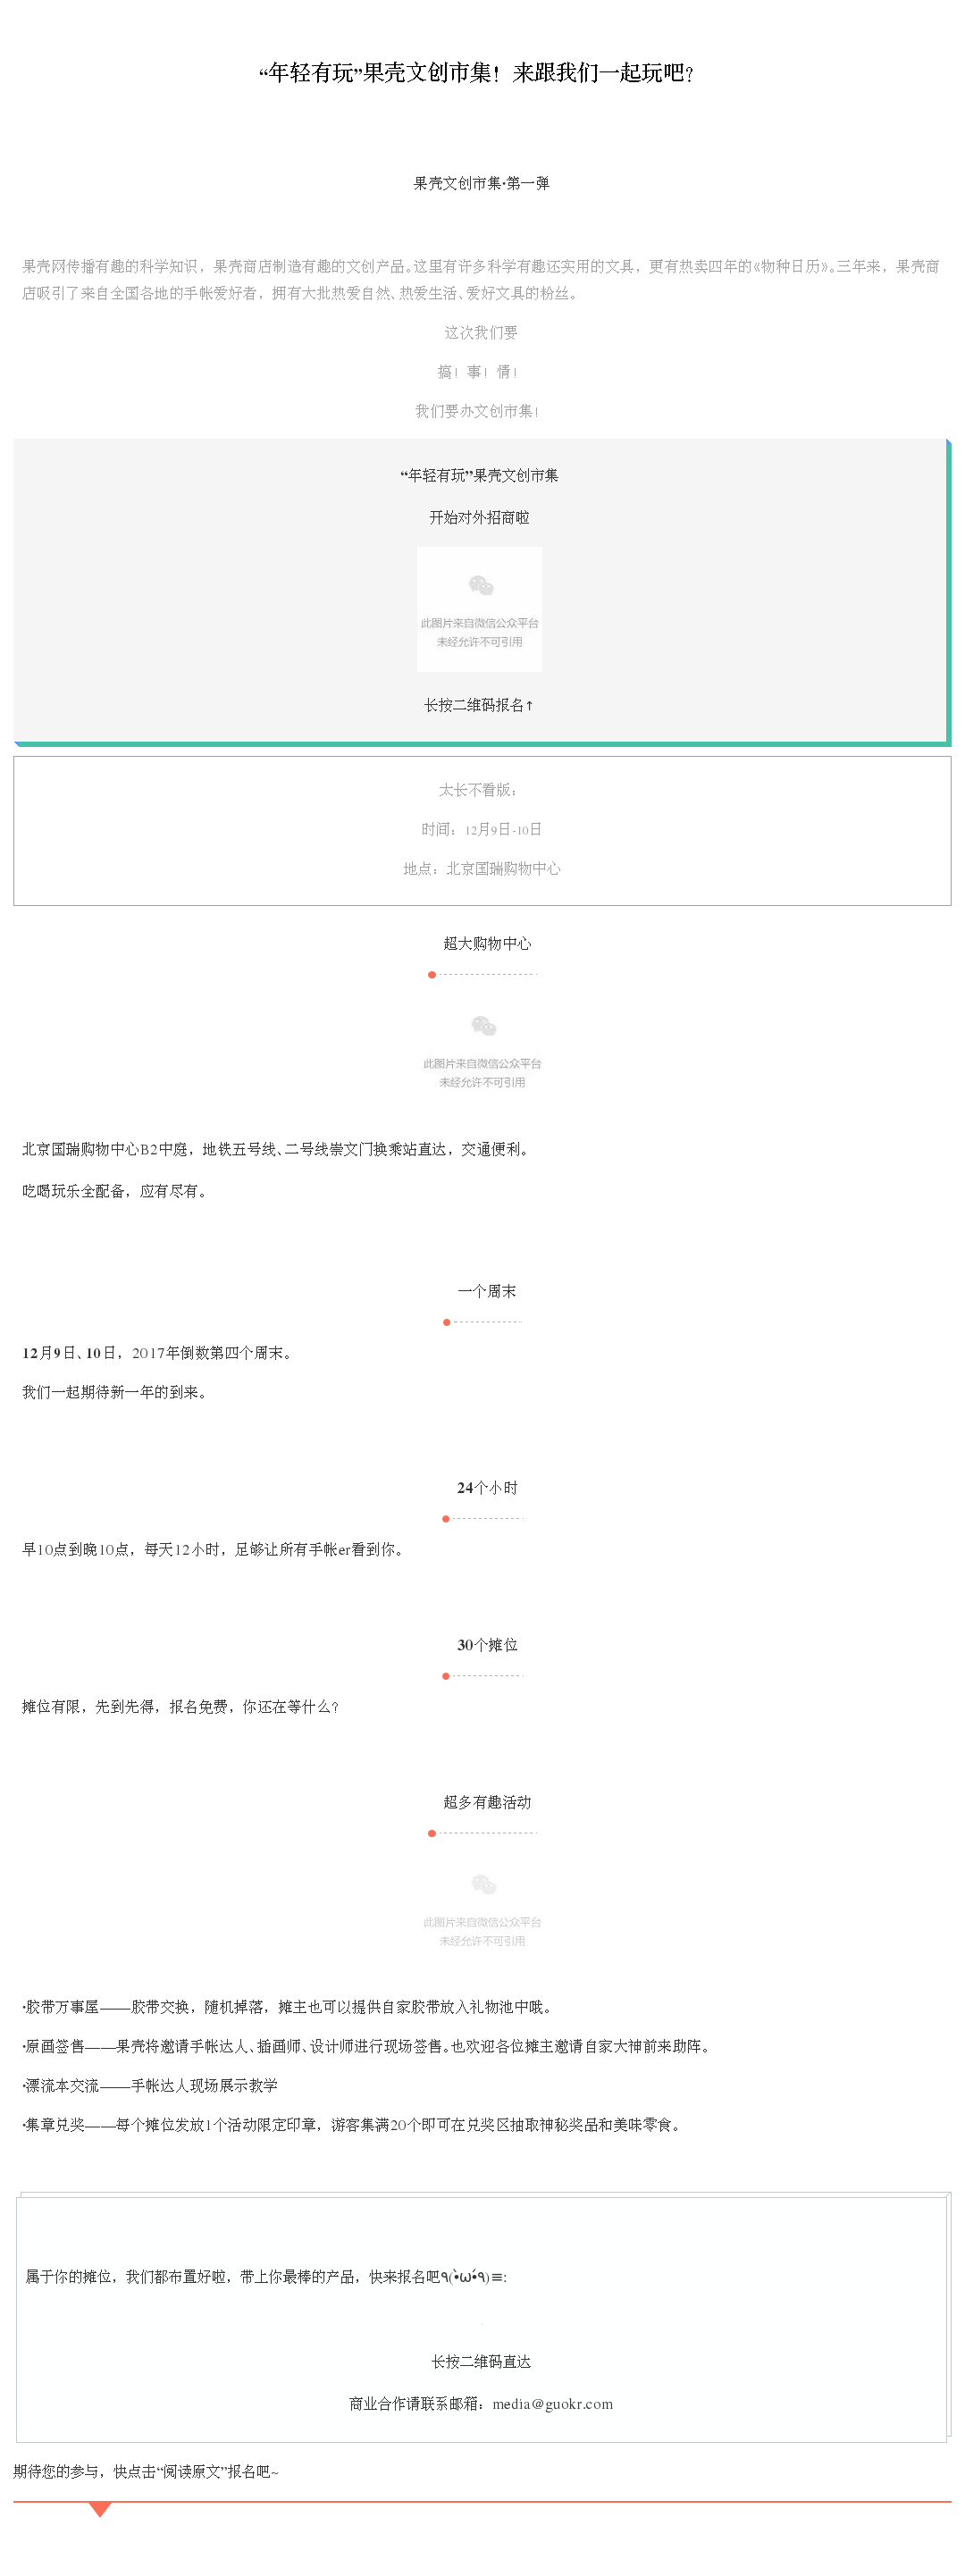 “年轻有玩”果壳文创市集！来跟我们一起玩吧？
果壳文创市集·第一弹
果壳网传播有趣的科学知识，果壳商店制造有趣的文创产品。这里有许多科学有趣还实用的文具，更有热卖四年的《物种日历》。三年来，果壳商
店吸引了来自全国各地的手帐爱好者，拥有大批热爱自然、热爱生活、爱好文具的粉丝。
这次我们要
搞！事！情！
我们要办文创市集！
“年轻有玩”果壳文创市集
开始对外招商啦
此图片来自微信公众平台
未经允许不可引用
长按二维码报名↑
太长不看版：
时间：12月9日-10日
地点：北京国瑞购物中心
超大购物中心
此图片来自微信公众平台
未经允许不可引用
北京国瑞购物中心B2中庭，地铁五号线、二号线崇文门换乘站直达，交通便利。
吃喝玩乐全配备，应有尽有。
一个周末
12月9日、10日，2017年倒数第四个周末。
我们一起期待新一年的到来。
24个小时
早10点到晚10点，每天12小时，足够让所有手帐er看到你。
30个摊位
摊位有限，先到先得，报名免费，你还在等什么？
超多有趣活动
此图片来自微信公众平台
未经允许不可引用
·胶带万事屋——胶带交换，随机掉落，摊主也可以提供自家胶带放入礼物池中哦。
·原画签售——果壳将邀请手帐达人、插画师、设计师进行现场签售。也欢迎各位摊主邀请自家大神前来助阵。
·漂流本交流——手帐达人现场展示教学
·集章兑奖——每个摊位发放1个活动限定印章，游客集满20个即可在兑奖区抽取神秘奖品和美味零食。
属于你的摊位，我们都布置好啦，带上你最棒的产品，快来报名吧٩(•̀ω•́٩)≡:
长按二维码直达
商业合作请联系邮箱：media@guokr.com
期待您的参与，快点击“阅读原文”报名吧~